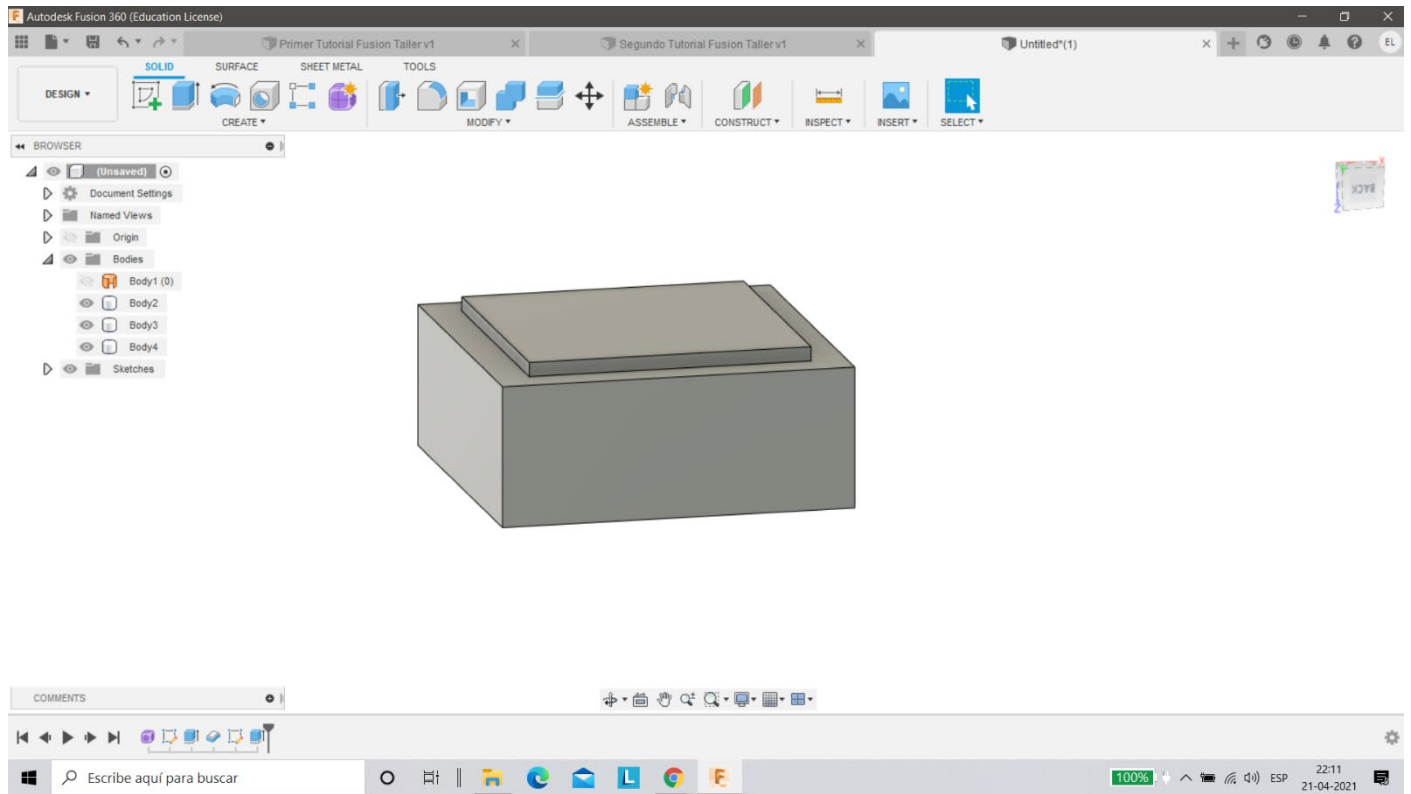 Autodesk Fusion 360 (Education License)
Primer Tutorial Fusion Taller v1
Segundo Tutorial Fusion Taller v1
Untitled*(1)
EL
SOLID SURFACE SHEET METAL TOOLS
DESIGN
CREATE MODIFY ASSEMBLE CONSTRUCT INSPECT INSERT SELECT
BROWSER
(Unsaved)
Document Settings
Named Views
Origin
Bodies
Body1 (0)
Body2
Body3
Body4
Sketches
X
BACK
Z
COMMENTS
Escribe aquí para buscar
L
F
100%
ESP
22:11
21-04-2021